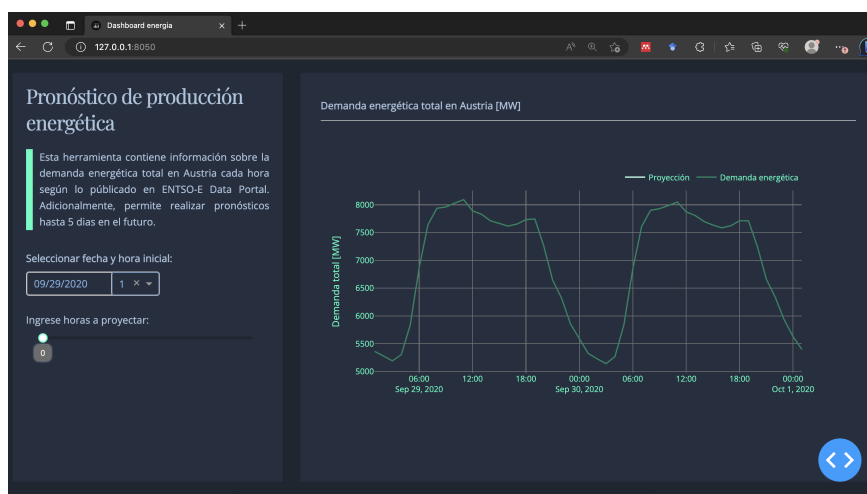 Dashboard energia
127.0.0.1:8050
Pronóstico de producción
energética
Esta herramienta contiene información sobre la
demanda energética total en Austria cada hora
según lo públicado en ENTSO-E Data Portal.
Adicionalmente, permite realizar pronósticos
hasta 5 dias en el futuro.
Seleccionar fecha y hora inicial:
09/29/2020 1
Ingrese horas a proyectar:
0
Demanda energética total en Austria [MW]
Proyección Demanda energética
Demanda total [MW]
8000
7500
7000
6500
6000
5500
5000
06:00 12:00 18:00 00:00 06:00 12:00 18:00 00:00
Sep 29, 2020 Sep 30, 2020 Oct 1, 2020